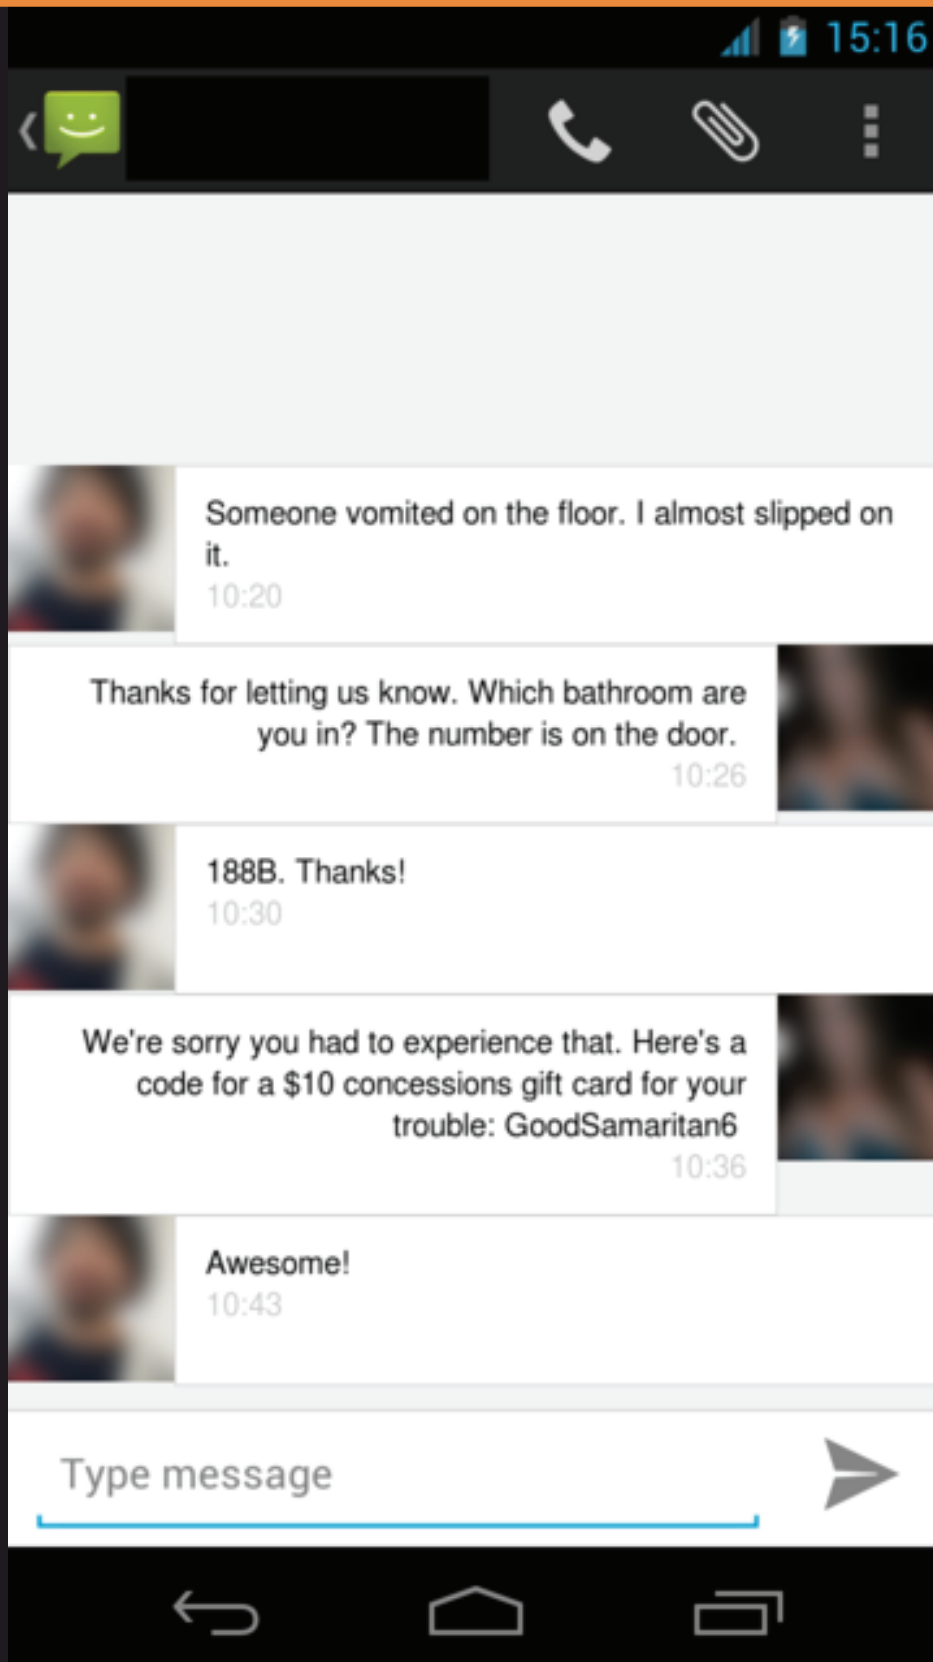 15:16
Someone vomited on the floor. I almost slipped on
it.
10:20
Thanks for letting us know. Which bathroom are
you in? The number is on the door.
10:26
188B. Thanks!
10:30
We're sorry you had to experience that. Here's a
code for a $10 concessions gift card for your
trouble: GoodSamaritan6
10:36
Awesome!
10:43
Type message